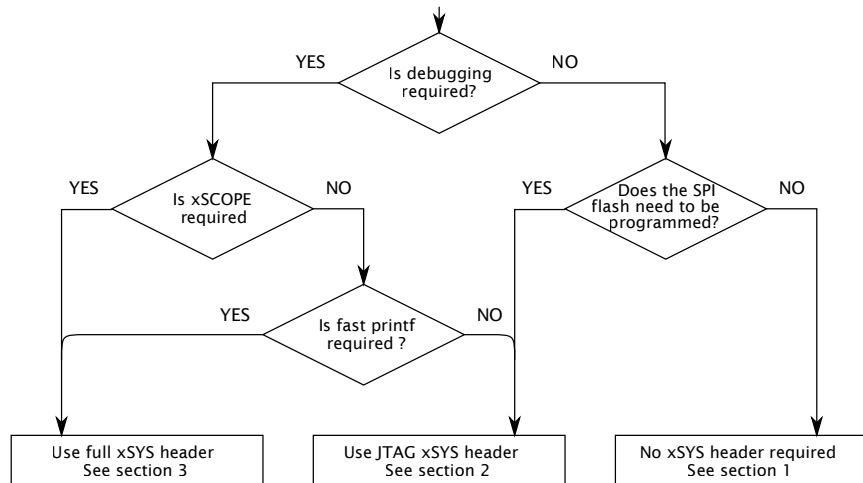 YES
NO
Is debugging
required?
YES
NO
YES
NO
Is xSCOPE
required
Does the SPI
flash need to be
programmed?
YES
NO
Is fast printf
required ?
Use full xSYS header
See section 3
Use JTAG xSYS header
See section 2
No xSYS header required
See section 1